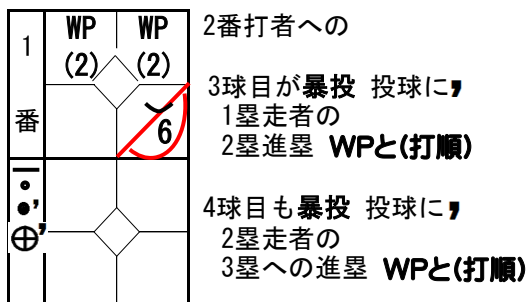 1
番
WP
(2)
WP
(2)
6
2番打者への
3球目が暴投 投球に,
1塁走者の
2塁進塁 WPと(打順)
4球目も暴投 投球に,
2塁走者の
3塁への進塁 WPと(打順)